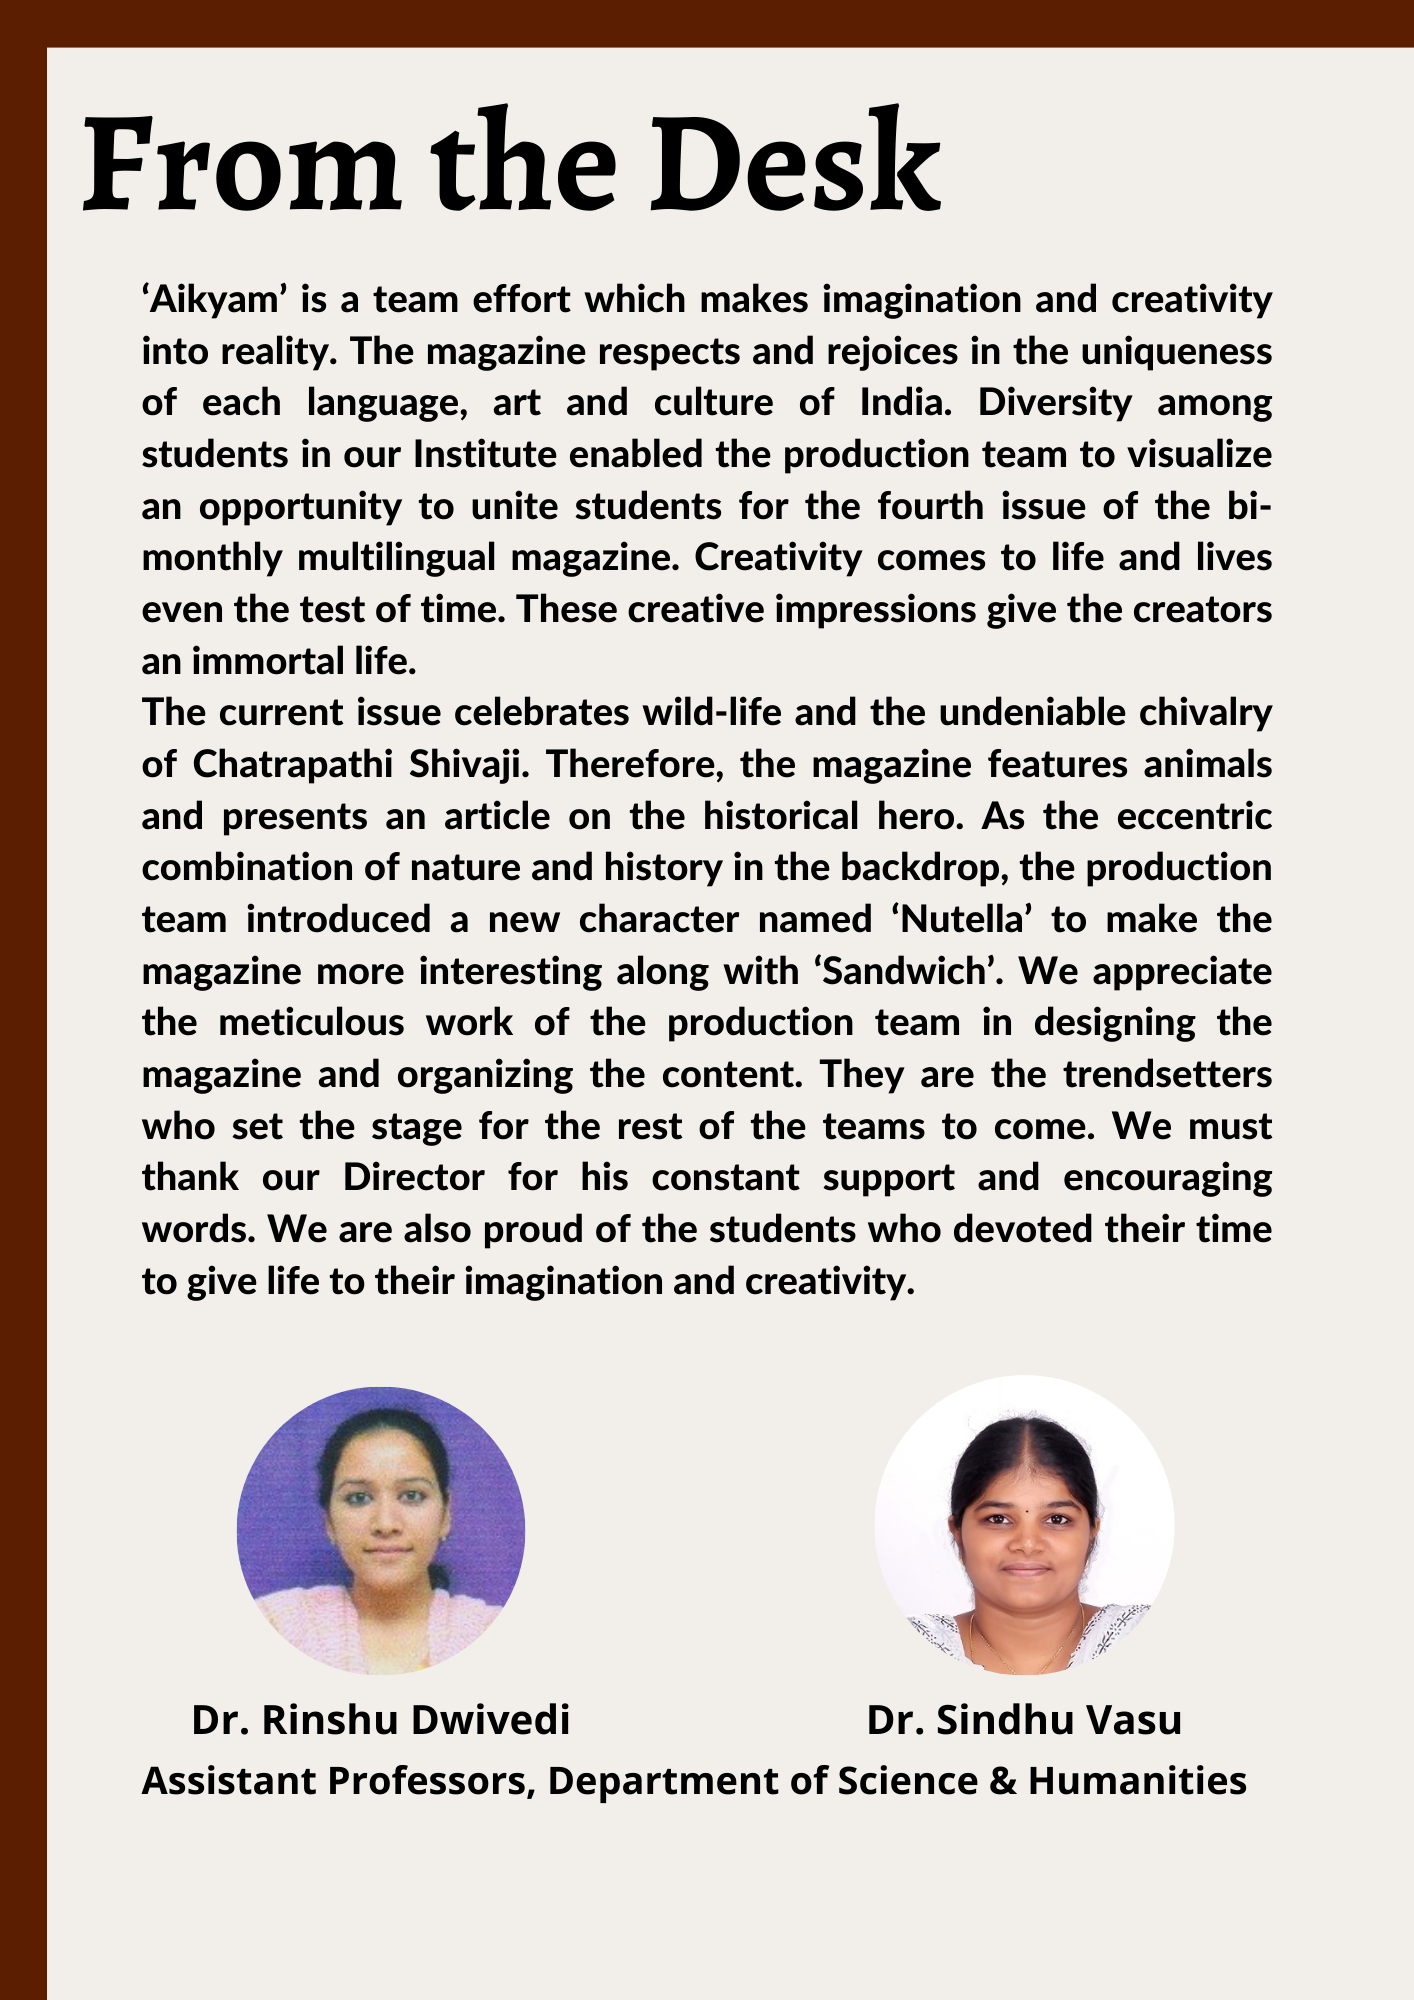 From the Desk
‘Aikyam’ is a team effort which makes imagination and creativity
into reality. The magazine respects and rejoices in the uniqueness
of each language, art and culture of India. Diversity among
students in our Institute enabled the production team to visualize
an opportunity to unite students for the fourth issue of the bi-
monthly multilingual magazine. Creativity comes to life and lives
even the test of time. These creative impressions give the creators
an immortal life.
The current issue celebrates wild-life and the undeniable chivalry
of Chatrapathi Shivaji. Therefore, the magazine features animals
and presents an article on the historical hero. As the eccentric
combination of nature and history in the backdrop, the production
team introduced a new character named ‘Nutella’ to make the
magazine more interesting along with ‘Sandwich’. We appreciate
the meticulous work of the production team in designing the
magazine and organizing the content. They are the trendsetters
who set the stage for the rest of the teams to come. We must
thank our Director for his constant support and encouraging
words. We are also proud of the students who devoted their time
to give life to their imagination and creativity.
Dr. Rinshu Dwivedi
Dr. Sindhu Vasu
Assistant Professors, Department of Science & Humanities